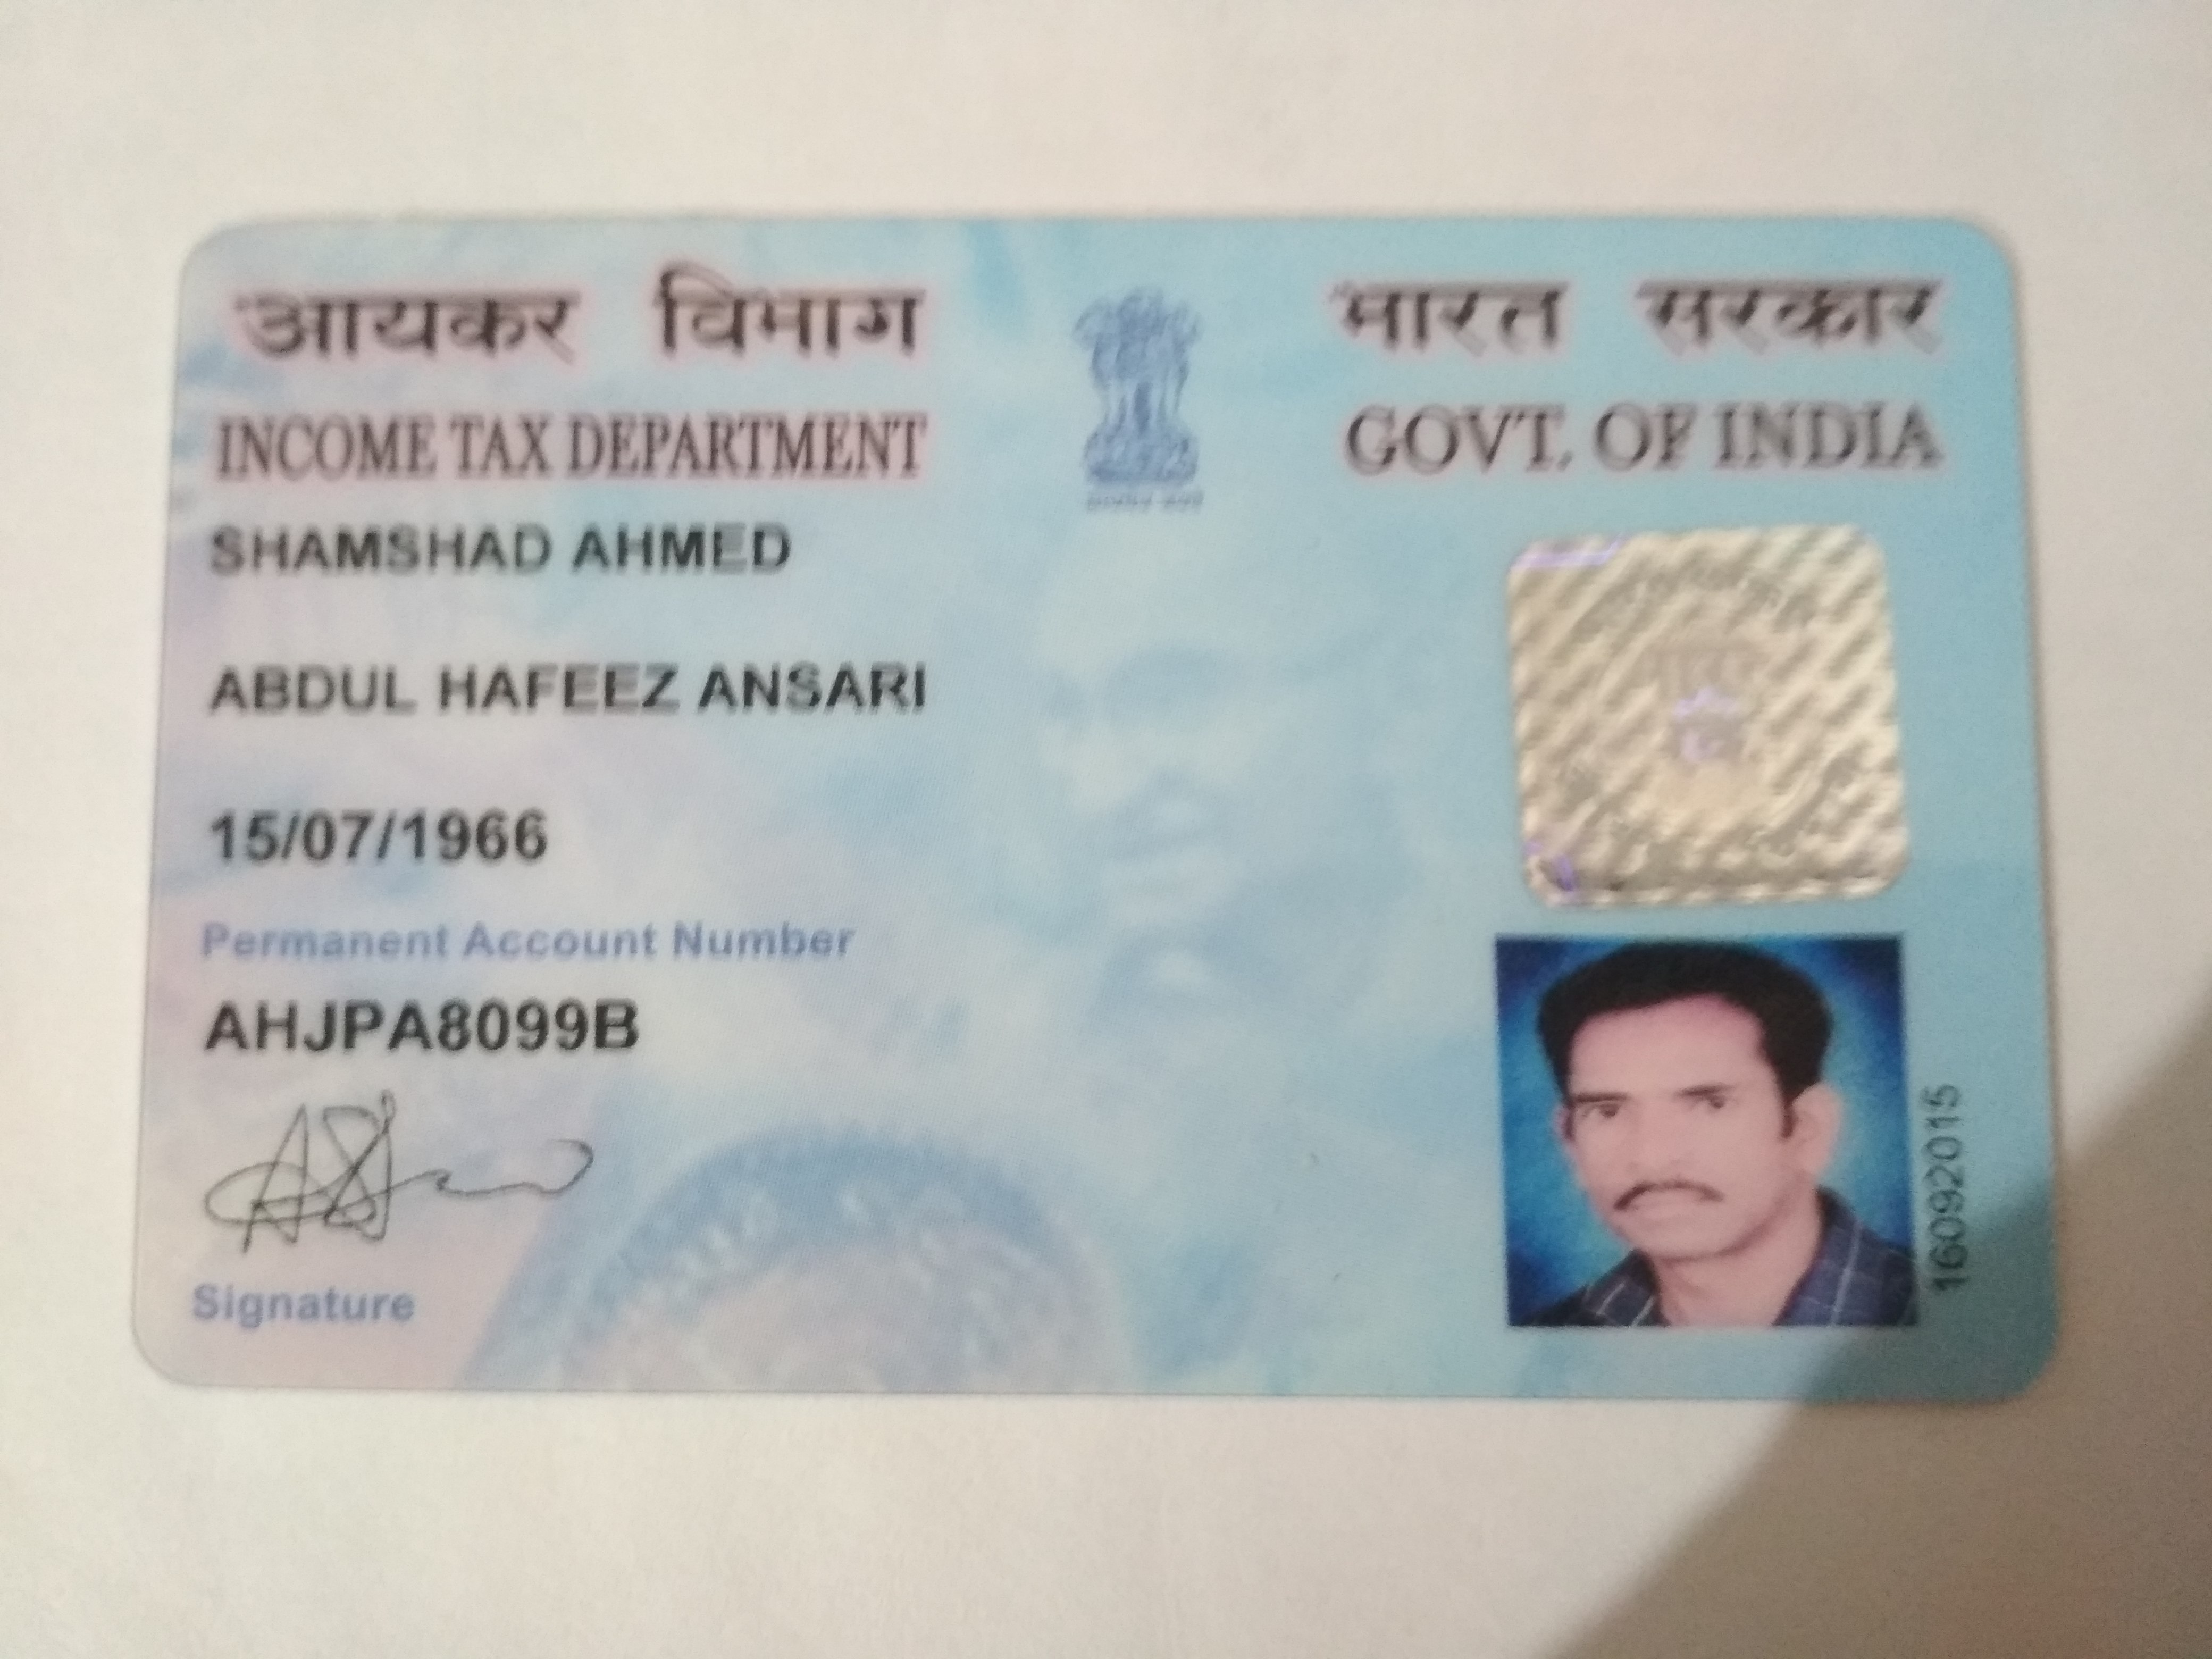 आयकर विभाग
INCOME TAX DEPARTMENT
भारत सरकार
GOVT. OF INDIA
SHAMSHAD AHMED
ABDUL HAFEEZ ANSARI
15/07/1966
Permanent Account Number
AHJPA8099B
Signature
16092015